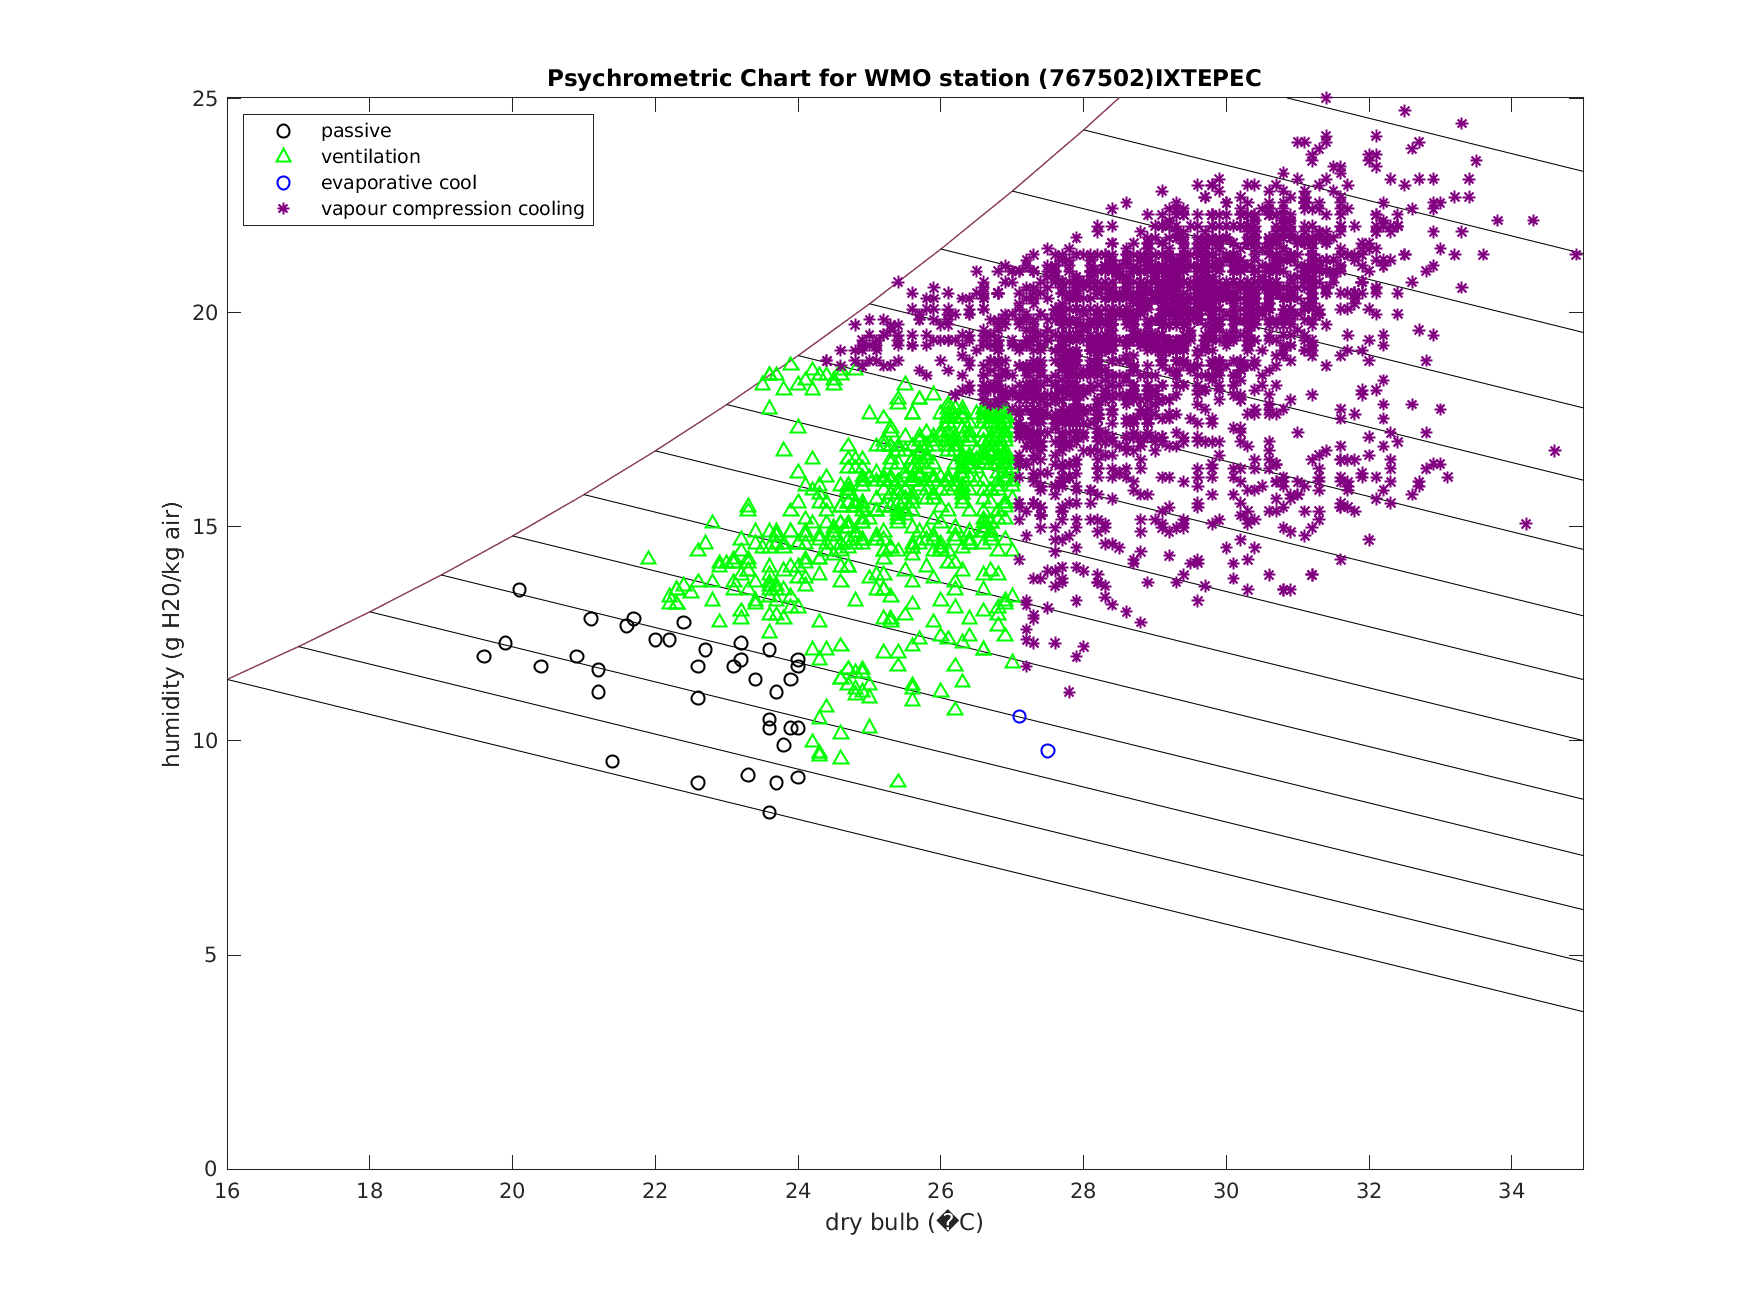 Psychrometric Chart for WMO station (767502)IXTEPEC
passive
ventilation
evaporative cool
vapour compression cooling
25
20
15
10
5
0
humidity (g H20/kg air)
16 18 20 22 24 26 28 30 32 34
dry bulb (�C)